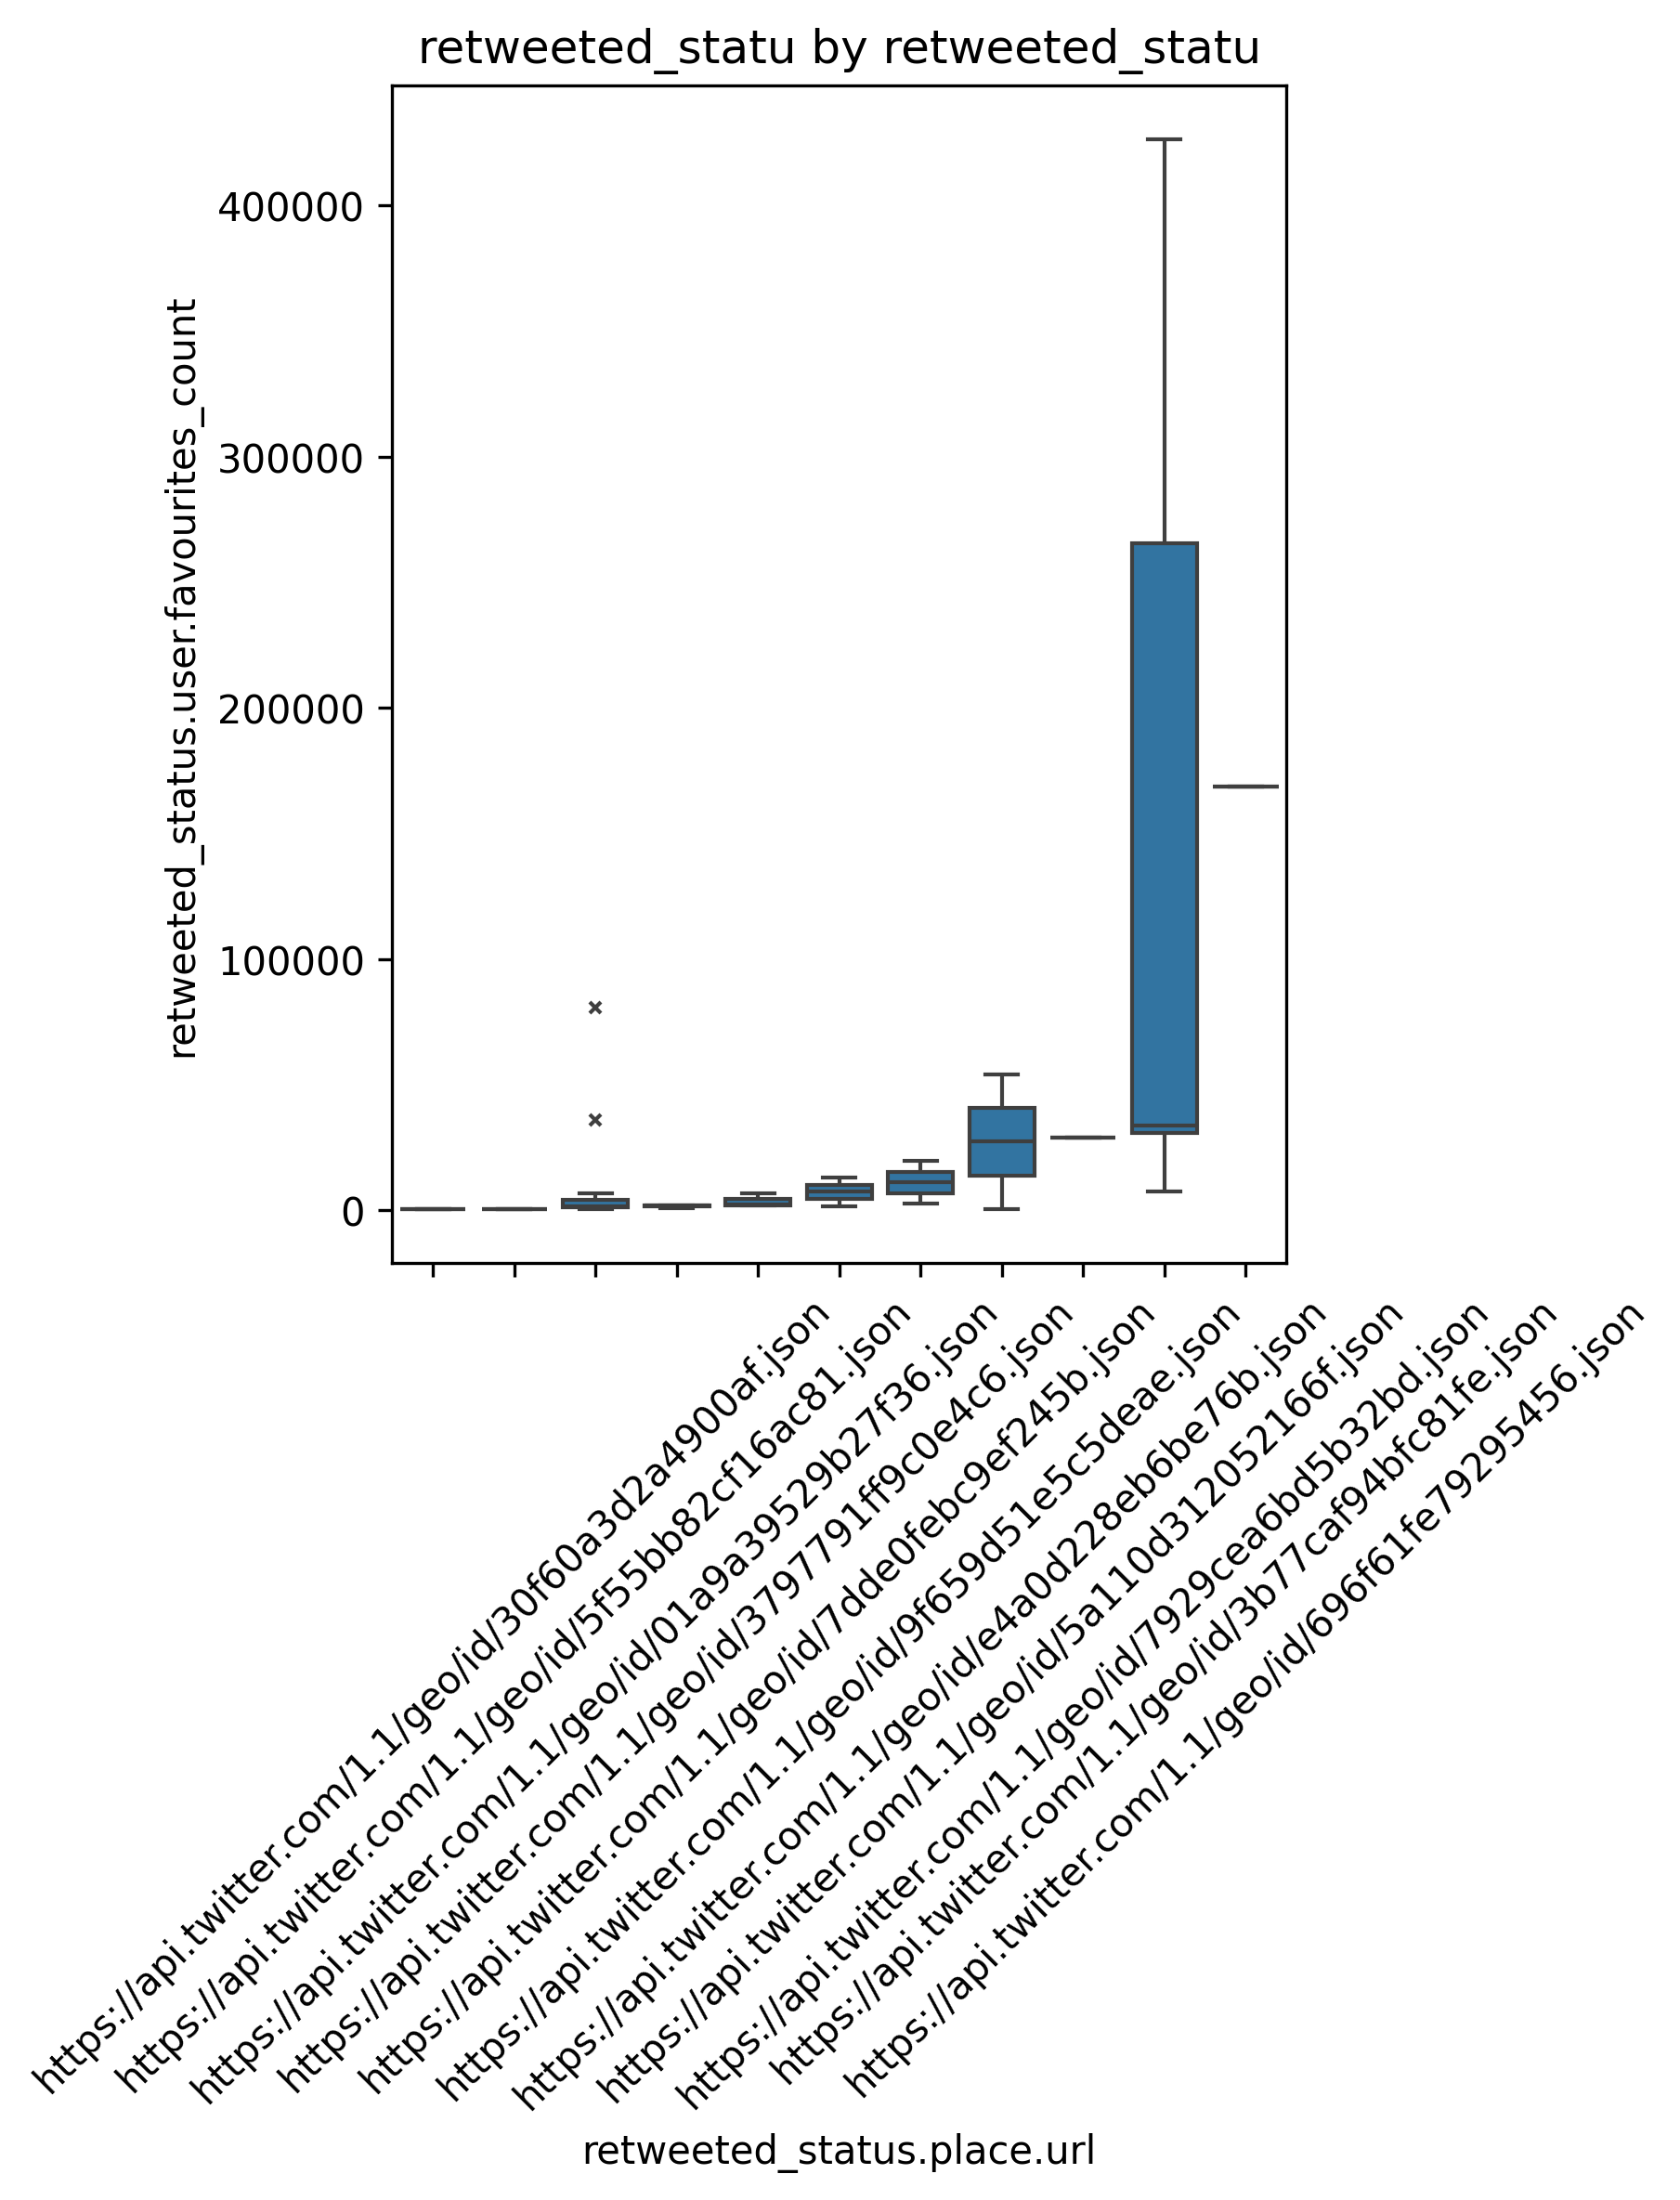 retweeted_statu by retweeted_statu
retweeted_status.user.favourites_count
400000
300000
200000
100000
0
https://api.twitter.com/1.1/geo/id/30f60a3d2a4900af.json
https://api.twitter.com/1.1/geo/id/5f55bb82cf16ac81.json
https://api.twitter.com/1.1/geo/id/01a9a39529b27f36.json
https://api.twitter.com/1.1/geo/id/379791ff9c0e4c6.json
https://api.twitter.com/1.1/geo/id/7dde0febc9ef245b.json
https://api.twitter.com/1.1/geo/id/9f659d51e5c5deae.json
https://api.twitter.com/1.1/geo/id/e4a0d228eb6be76b.json
https://api.twitter.com/1.1/geo/id/5a110d312052166f.json
https://api.twitter.com/1.1/geo/id/7929cea6bd5b32bd.json
https://api.twitter.com/1.1/geo/id/3b77caf94bfc81fe.json
https://api.twitter.com/1.1/geo/id/696f61fe79295456.json
retweeted_status.place.url